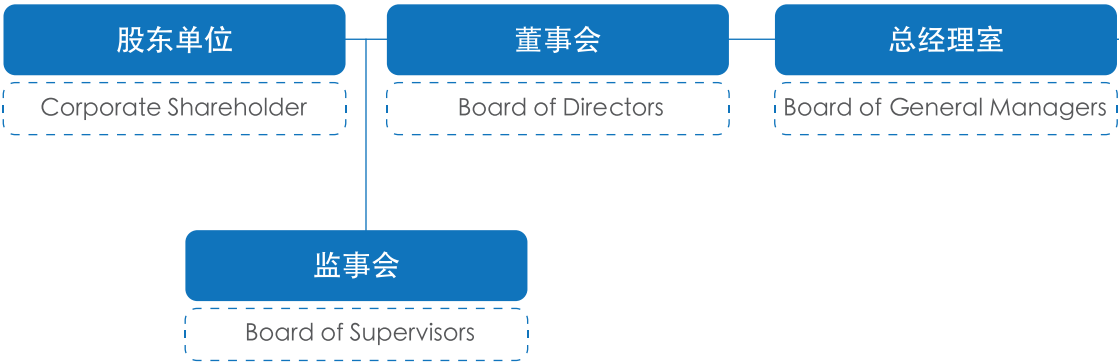 股东单位
Corporate Shareholder
董事会
Board of Directors
总经理室
Board of General Managers
监事会
Board of Supervisors